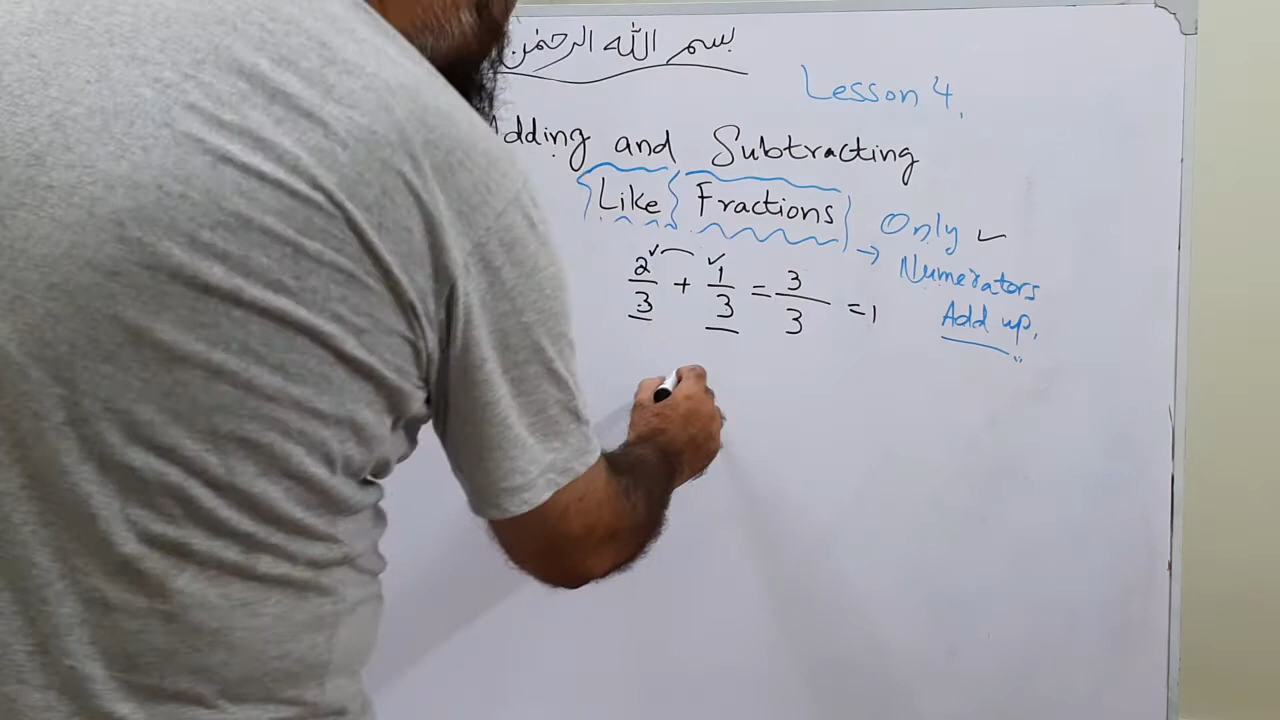 بسم الله الرحمن
Lesson 4.
Adding and Subtracting
Like Fractions
Only ✓
→ Numerators
Add up.
2/3 + 1/3 = 3/3 = 1